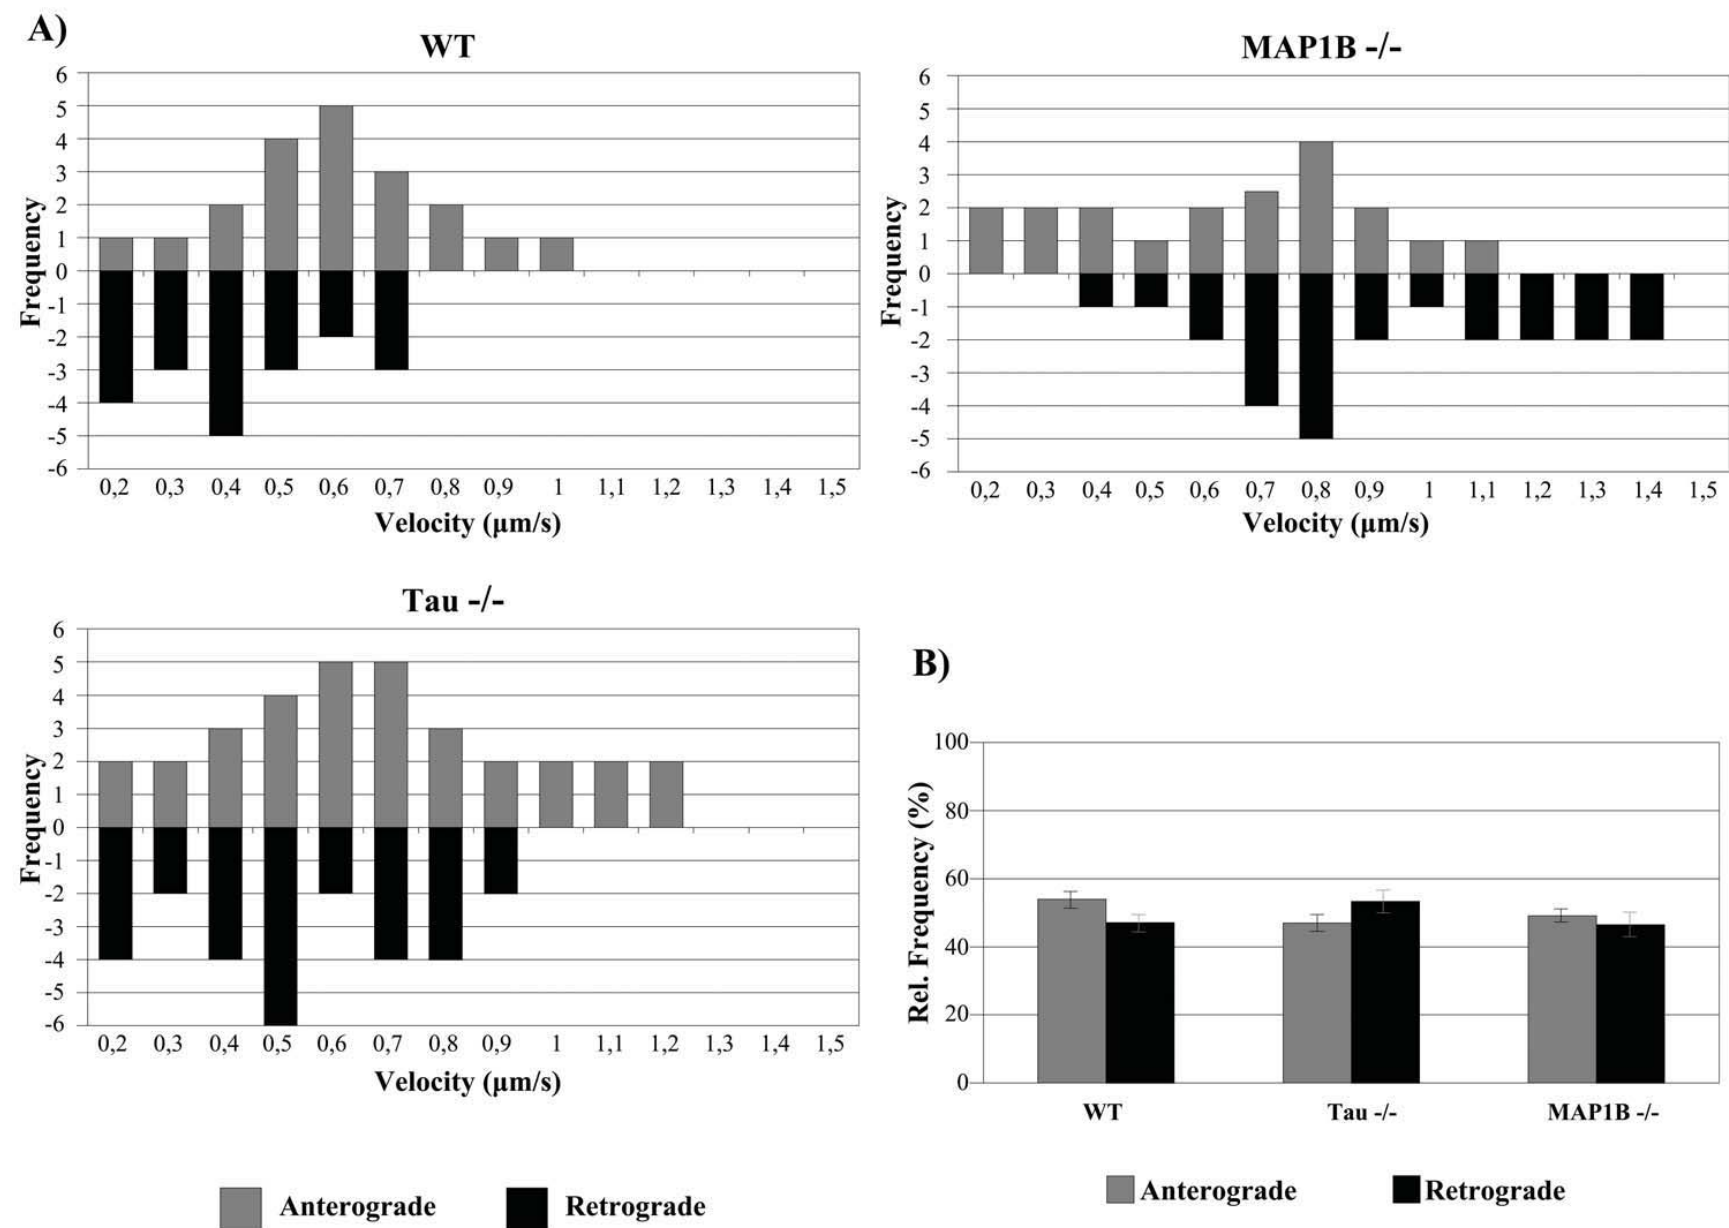 A)
WT
6
5
4
3
2
1
0
-1
-2
-3
-4
-5
-6
Frequency
0,2 0,3 0,4 0,5 0,6 0,7 0,8 0,9 1 1,1 1,2 1,3 1,4 1,5
Velocity (µm/s)
MAP1B -/-
6
5
4
3
2
1
0
-1
-2
-3
-4
-5
-6
Frequency
0,2 0,3 0,4 0,5 0,6 0,7 0,8 0,9 1 1,1 1,2 1,3 1,4 1,5
Velocity (µm/s)
Tau -/-
6
5
4
3
2
1
0
-1
-2
-3
-4
-5
-6
Frequency
0,2 0,3 0,4 0,5 0,6 0,7 0,8 0,9 1 1,1 1,2 1,3 1,4 1,5
Velocity (µm/s)
Anterograde Retrograde
B)
100
80
60
40
20
0
Rel. Frequency (%)
WT Tau -/- MAP1B -/-
Anterograde Retrograde